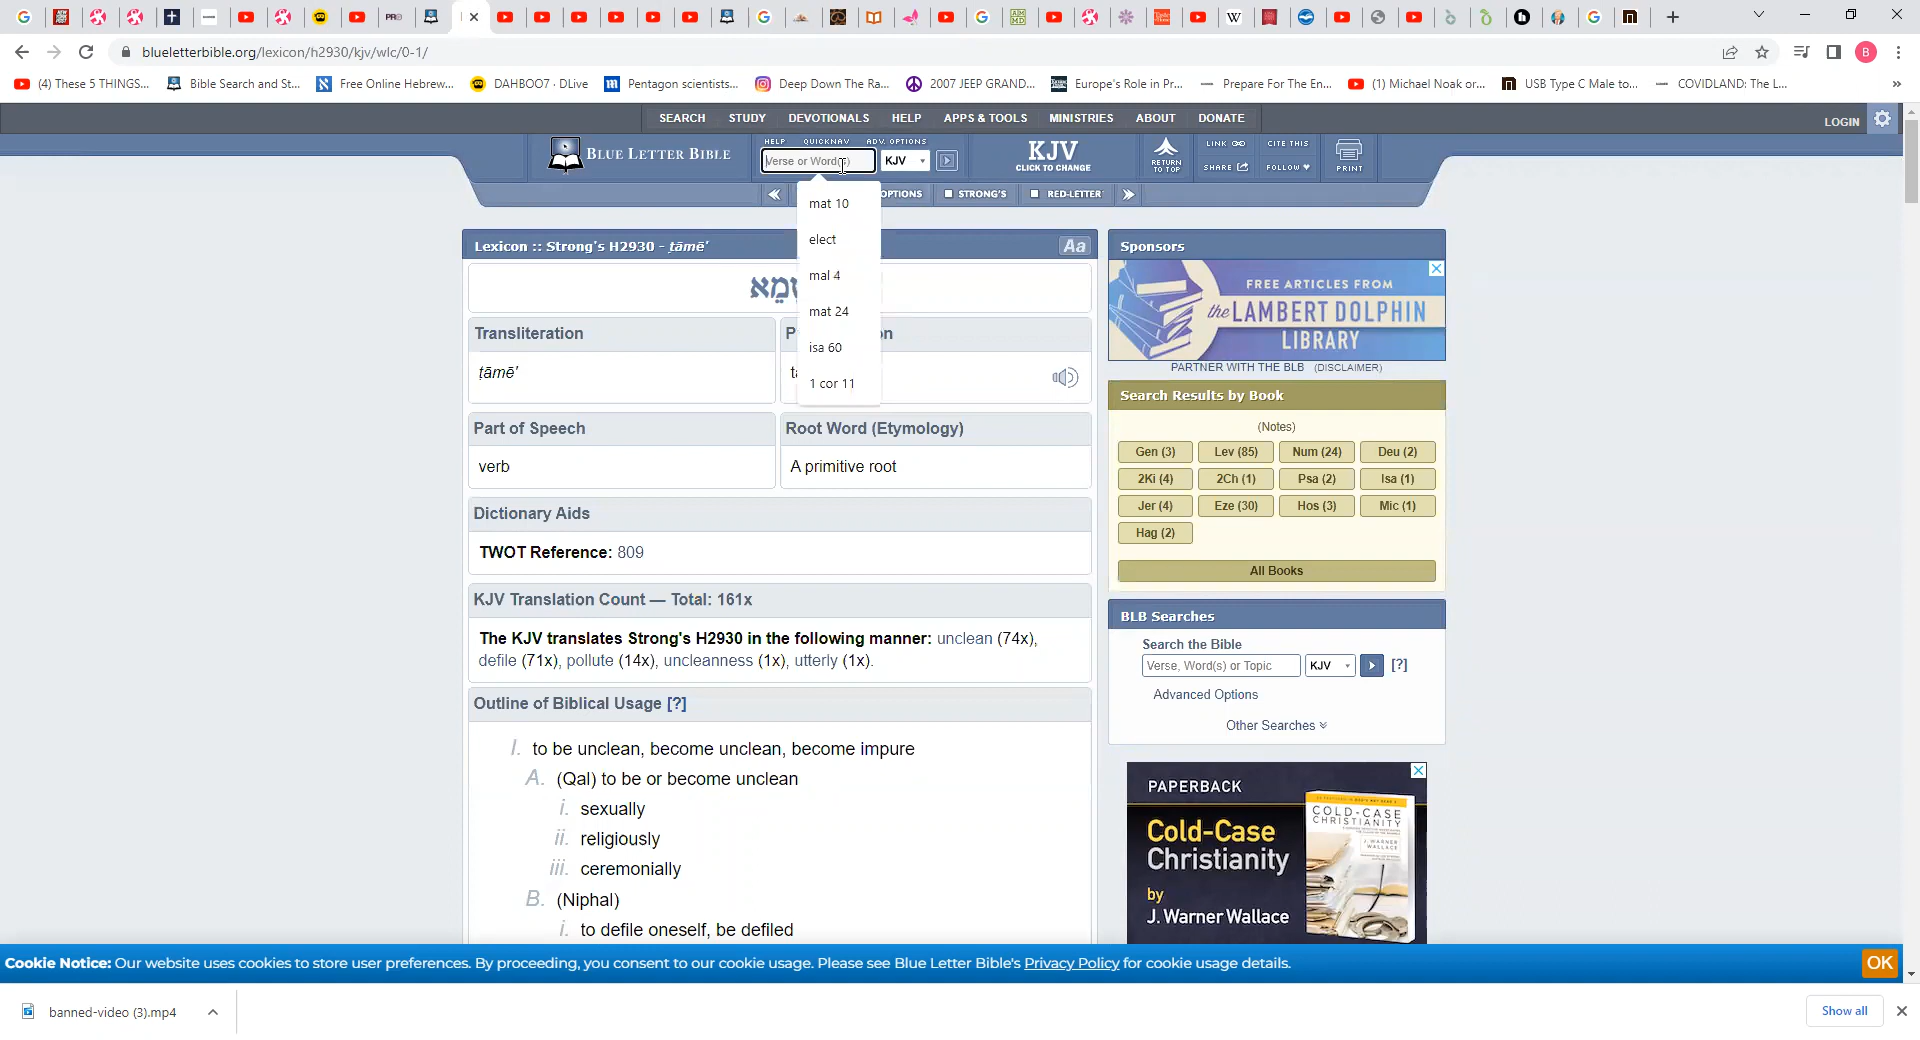 PRO
blueletterbible.org/lexicon/h2930/kjv/wlc/0-1/
B
(4) These 5 THINGS...
Bible Search and St...
Free Online Hebrew...
DAHBOO7 · DLive
Pentagon scientists...
Deep Down The Ra...
2007 JEEP GRAND...
Europe's Role in Pr...
Prepare For The En...
(1) Michael Noak or...
USB Type C Male to...
COVIDLAND: The L...
»
SEARCH STUDY DEVOTIONALS HELP APPS & TOOLS MINISTRIES ABOUT DONATE
LOGIN
BLUE LETTER BIBLE
HELP QUICKNAV ADV. OPTIONS
Verse or Word(s)
KJV
KJV
CLICK TO CHANGE
RETURN
TO TOP
LINK
CITE THIS
SHARE
FOLLOW
PRINT
OPTIONS STRONG'S RED-LETTER
mat 10
elect
mal 4
mat 24
isa 60
1 cor 11
Lexicon :: Strong's H2930 - ṭāmē'
Aa
Transliteration
ṭāmē'
Part of Speech
verb
Root Word (Etymology)
A primitive root
Dictionary Aids
TWOT Reference: 809
KJV Translation Count — Total: 161x
The KJV translates Strong's H2930 in the following manner: unclean (74x),
defile (71x), pollute (14x), uncleanness (1x), utterly (1x).
Outline of Biblical Usage [?]
I. to be unclean, become unclean, become impure
A. (Qal) to be or become unclean
i. sexually
ii. religiously
iii. ceremonially
B. (Niphal)
i. to defile oneself, be defiled
Sponsors
FREE ARTICLES FROM
the LAMBERT DOLPHIN
LIBRARY
PARTNER WITH THE BLB (DISCLAIMER)
Search Results by Book
(Notes)
Gen (3) Lev (85) Num (24) Deu (2)
2Ki (4) 2Ch (1) Psa (2) Isa (1)
Jer (4) Eze (30) Hos (3) Mic (1)
Hag (2)
All Books
BLB Searches
Search the Bible
Verse, Word(s) or Topic
KJV
[?]
Advanced Options
Other Searches
PAPERBACK
Cold-Case
Christianity
by
J. Warner Wallace
COLD-CASE
CHRISTIANITY
J. WARNER WALLACE
Cookie Notice: Our website uses cookies to store user preferences. By proceeding, you consent to our cookie usage. Please see Blue Letter Bible's Privacy Policy for cookie usage details.
OK
banned-video (3).mp4
Show all